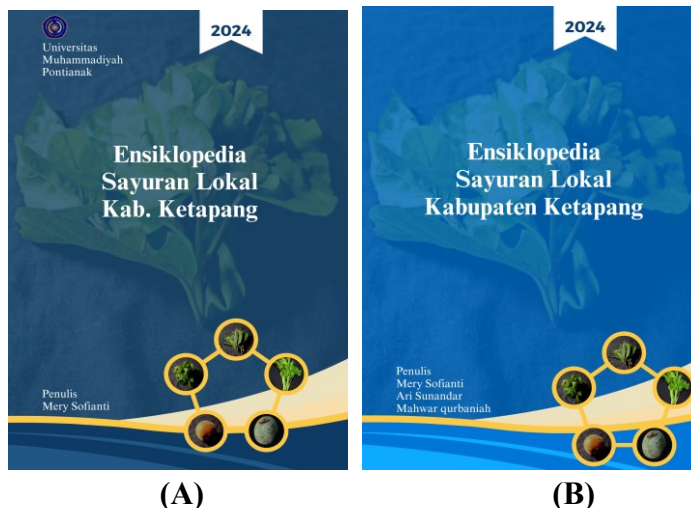 2024
Universitas
Muhammadiyah
Pontianak
Ensiklopedia
Sayuran Lokal
Kab. Ketapang
Penulis
Mery Sofianti
(A)
2024
Ensiklopedia
Sayuran Lokal
Kabupaten Ketapang
Penulis
Mery Sofianti
Ari Sunandar
Mahwar qurbaniah
(B)